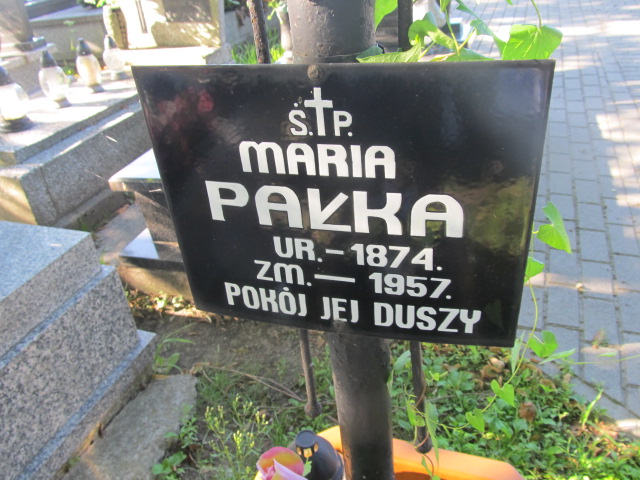 Ś.†P.
MARIA
PAŁKA
UR.-1874.
ZM.—1957.
POKÓJ JEJ DUSZY